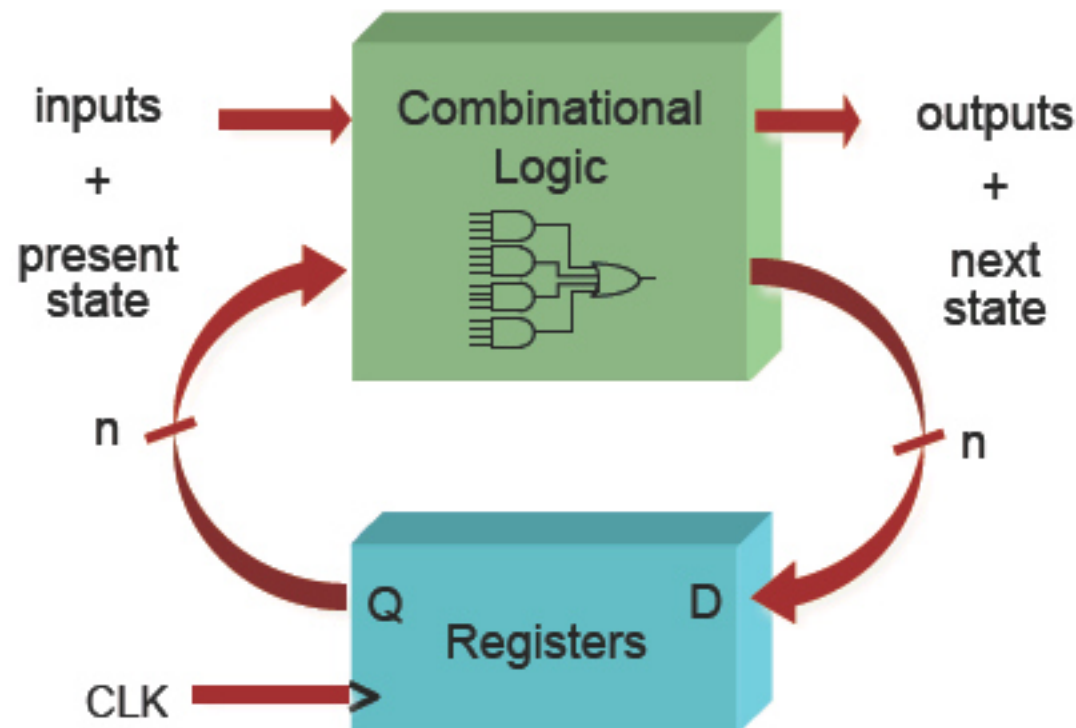 inputs
+
present
state
n
Combinational
Logic
outputs
+
next
state
n
Q
D
Registers
CLK